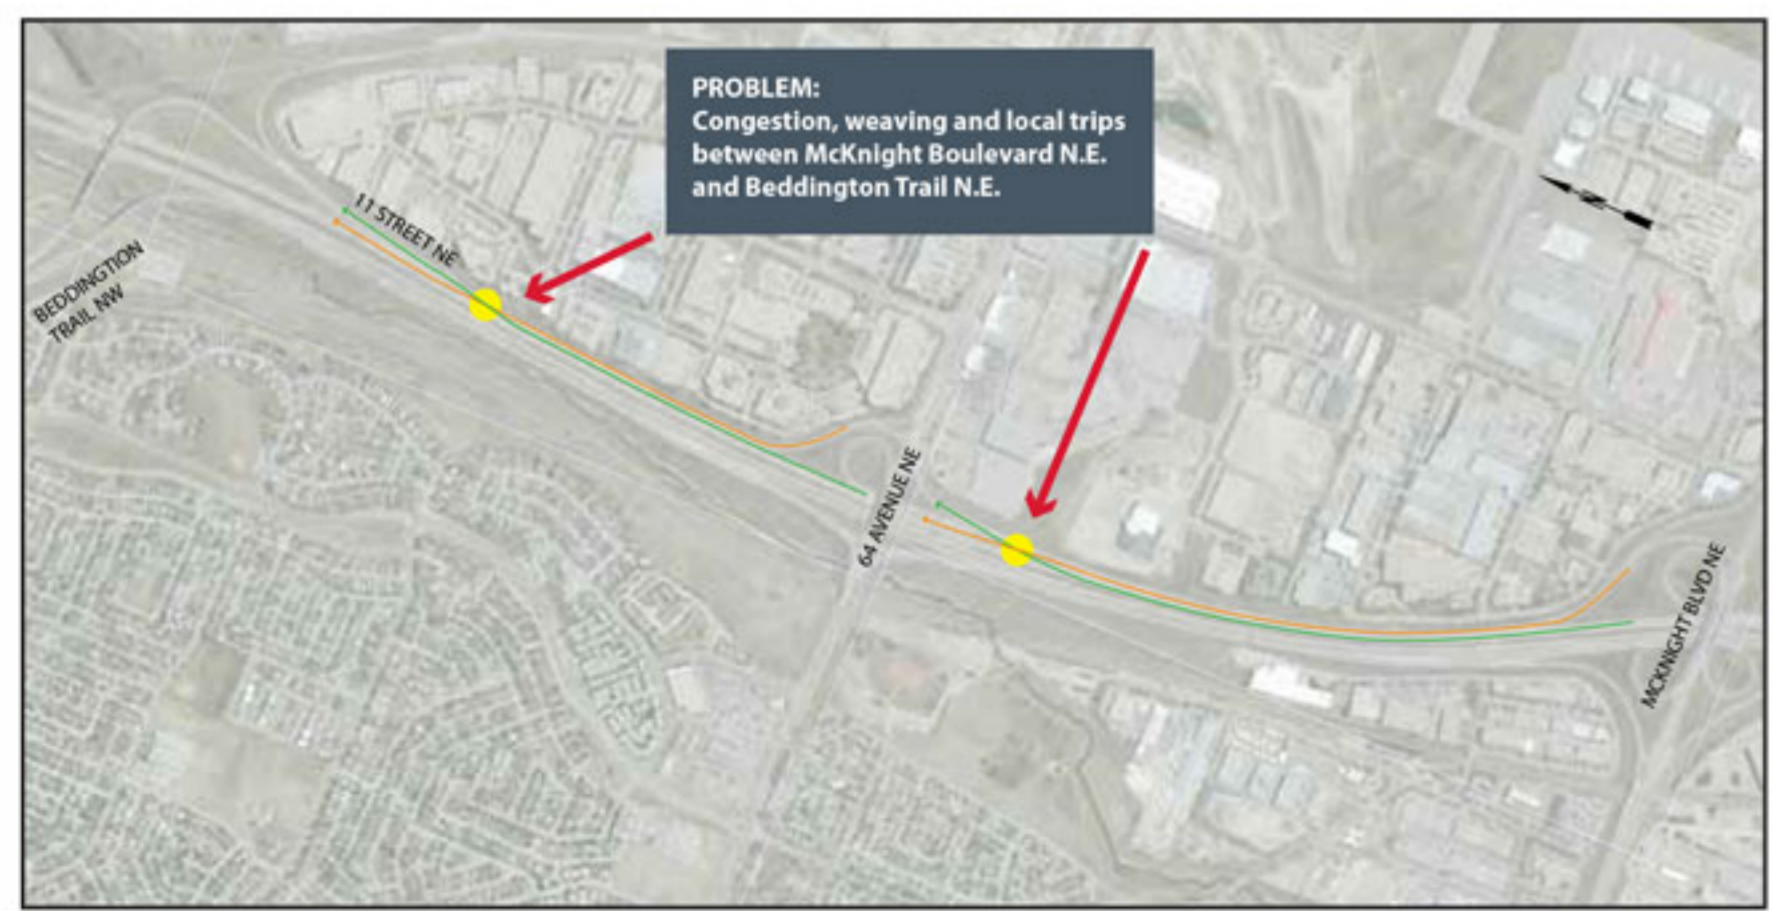 PROBLEM:
Congestion, weaving and local trips
between McKnight Boulevard N.E.
and Beddington Trail N.E.
11 STREET NE
BEDDINGTION
TRAIL NW
64 AVENUE NE
MCKNIGHT BLVD NE
N